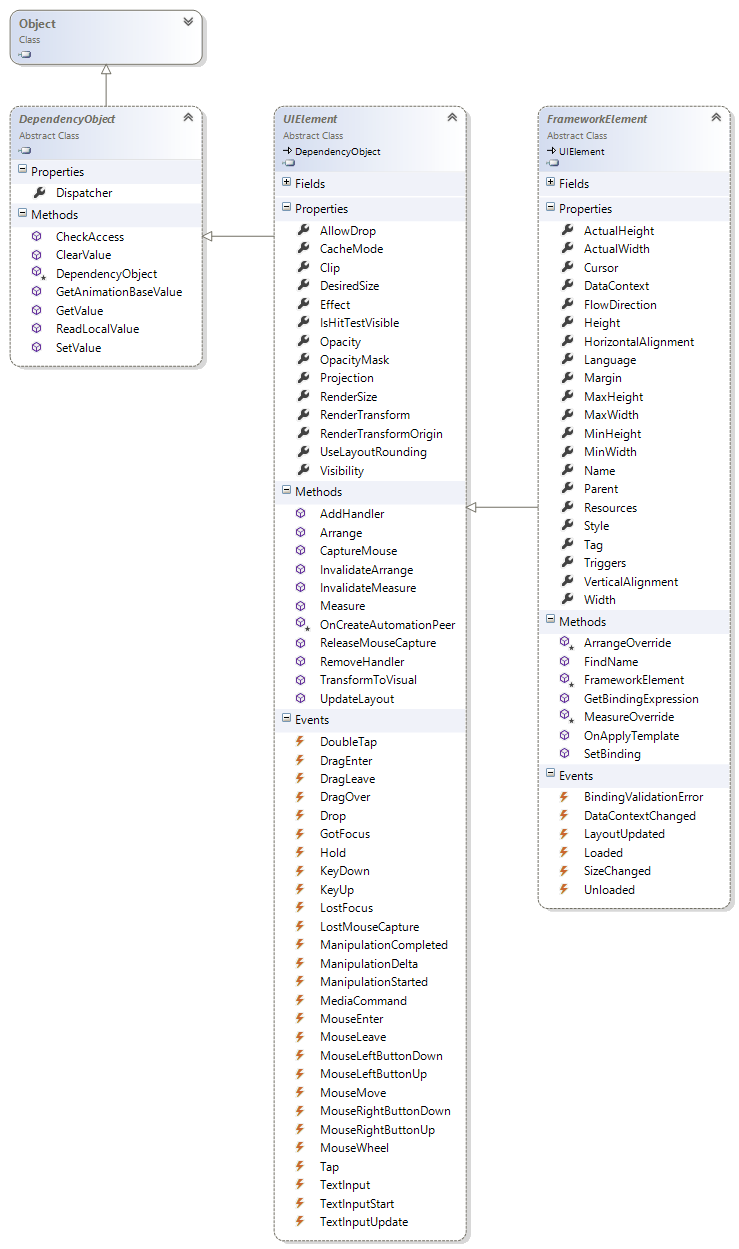 Object
Class
DependencyObject
Abstract Class
Properties
Dispatcher
Methods
CheckAccess
ClearValue
DependencyObject
GetAnimationBaseValue
GetValue
ReadLocalValue
SetValue
UIElement
Abstract Class
DependencyObject
Fields
Properties
AllowDrop
CacheMode
Clip
DesiredSize
Effect
IsHitTestVisible
Opacity
OpacityMask
Projection
RenderSize
RenderTransform
RenderTransformOrigin
UseLayoutRounding
Visibility
Methods
AddHandler
Arrange
CaptureMouse
InvalidateArrange
InvalidateMeasure
Measure
OnCreateAutomationPeer
ReleaseMouseCapture
RemoveHandler
TransformToVisual
UpdateLayout
Events
DoubleTap
DragEnter
DragLeave
DragOver
Drop
GotFocus
Hold
KeyDown
KeyUp
LostFocus
LostMouseCapture
ManipulationCompleted
ManipulationDelta
ManipulationStarted
MediaCommand
MouseEnter
MouseLeave
MouseLeftButtonDown
MouseLeftButtonUp
MouseMove
MouseRightButtonDown
MouseRightButtonUp
MouseWheel
Tap
TextInput
TextInputStart
TextInputUpdate
FrameworkElement
Abstract Class
UIElement
Fields
Properties
ActualHeight
ActualWidth
Cursor
DataContext
FlowDirection
Height
HorizontalAlignment
Language
Margin
MaxHeight
MaxWidth
MinHeight
MinWidth
Name
Parent
Resources
Style
Tag
Triggers
VerticalAlignment
Width
Methods
ArrangeOverride
FindName
FrameworkElement
GetBindingExpression
MeasureOverride
OnApplyTemplate
SetBinding
Events
BindingValidationError
DataContextChanged
LayoutUpdated
Loaded
SizeChanged
Unloaded